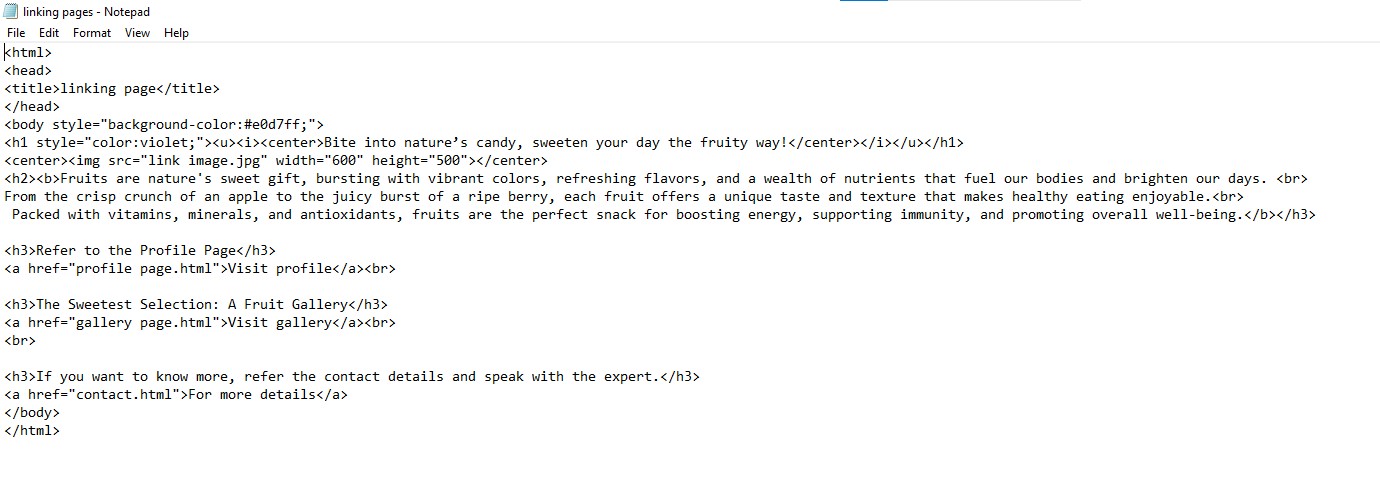 linking pages - Notepad
File Edit Format View Help
<html>
<head>
<title>linking page</title>
</head>
<body style="background-color:#e0d7ff;">
<h1 style="color:violet;"><u><i><center>Bite into nature’s candy, sweeten your day the fruity way!</center></i></u></h1>
<center><img src="link image.jpg" width="600" height="500"></center>
<h2><b>Fruits are nature's sweet gift, bursting with vibrant colors, refreshing flavors, and a wealth of nutrients that fuel our bodies and brighten our days. <br>
From the crisp crunch of an apple to the juicy burst of a ripe berry, each fruit offers a unique taste and texture that makes healthy eating enjoyable.<br>
 Packed with vitamins, minerals, and antioxidants, fruits are the perfect snack for boosting energy, supporting immunity, and promoting overall well-being.</b></h3>
<h3>Refer to the Profile Page</h3>
<a href="profile page.html">Visit profile</a><br>
<h3>The Sweetest Selection: A Fruit Gallery</h3>
<a href="gallery page.html">Visit gallery</a><br>
<br>
<h3>If you want to know more, refer the contact details and speak with the expert.</h3>
<a href="contact.html">For more details</a>
</body>
</html>